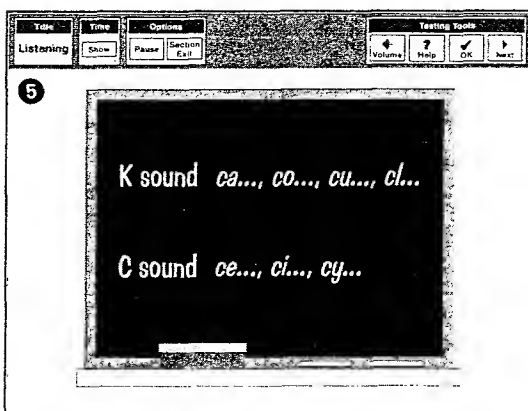 Title
Time
Options
Testing Tools
Listening
Show
Pause
Section
Exit
Volume
?
Help
OK
Next
5
K sound ca..., co..., cu..., cl...
C sound ce..., ci..., cy...